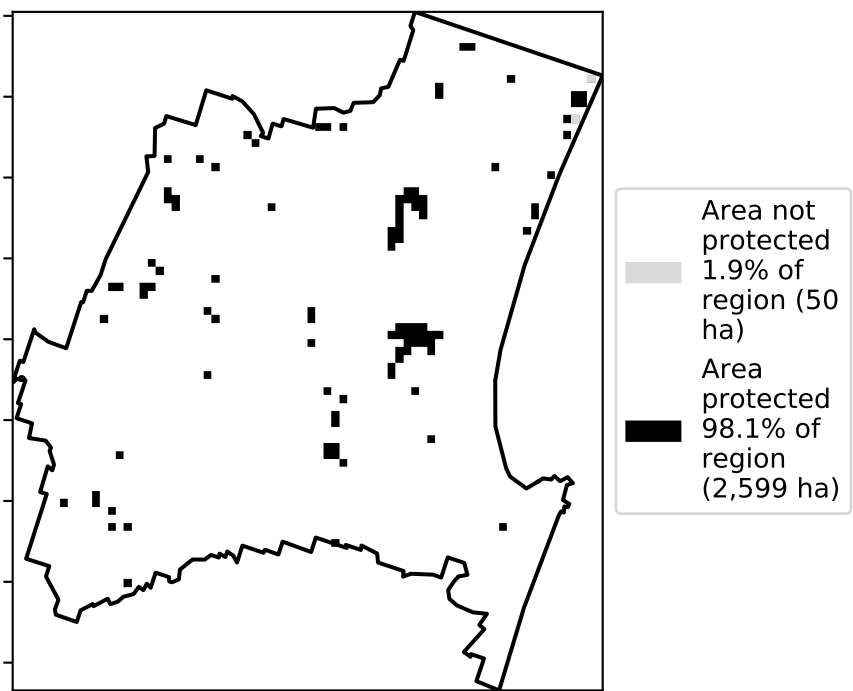 Area not
protected
1.9% of
region (50
ha)
Area
protected
98.1% of
region
(2,599 ha)